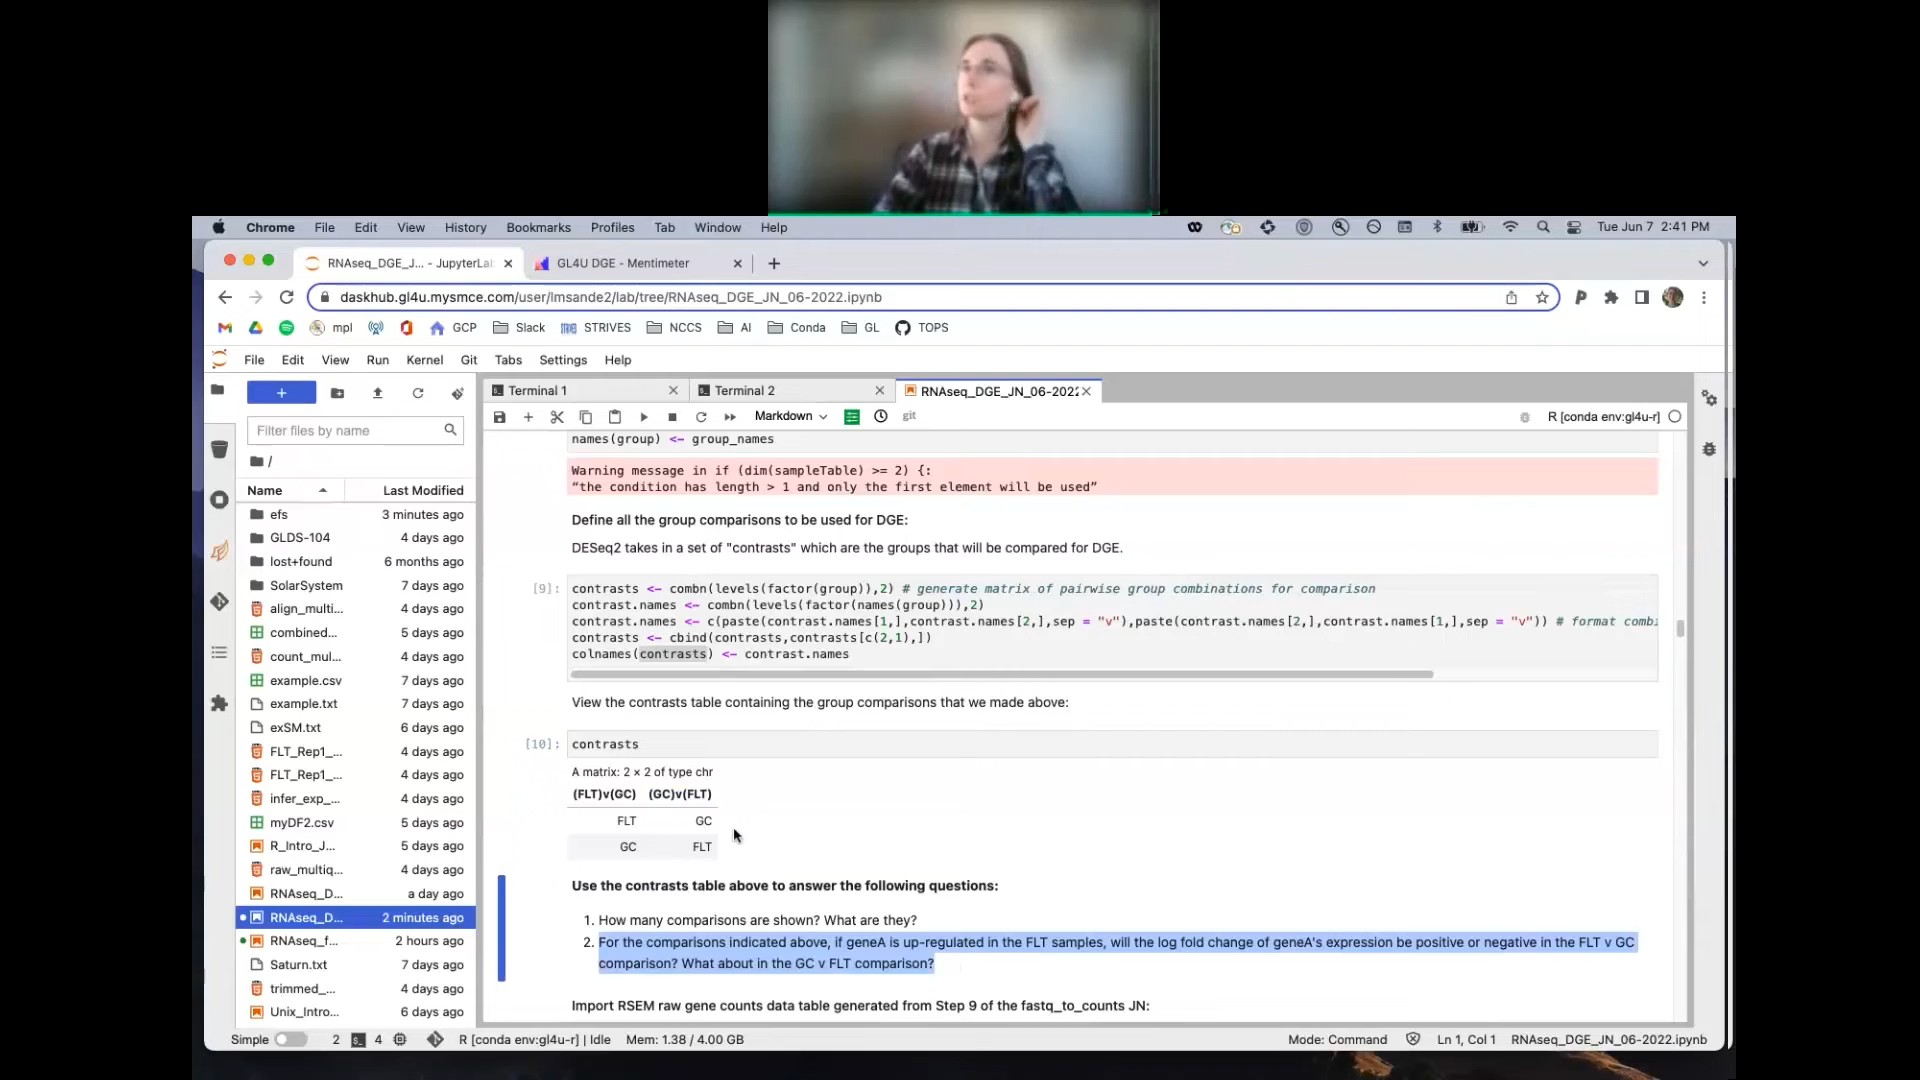 Chrome File Edit View History Bookmarks Profiles Tab Window Help Tue Jun 7 2:41 PM
RNAseq_DGE_J... - JupyterLa GL4U DGE - Mentimeter
daskhub.gl4u.mysmce.com/user/lmsande2/lab/tree/RNAseq_DGE_JN_06-2022.ipynb
mpl GCP Slack STRIVES NCCS AI Conda GL TOPS
File Edit View Run Kernel Git Tabs Settings Help
Terminal 1 Terminal 2 RNAseq_DGE_JN_06-2022
Markdown git R [conda env:gl4u-r]
Filter files by name
/
Name Last Modified
efs 3 minutes ago
GLDS-104 4 days ago
lost+found 6 months ago
SolarSystem 7 days ago
align_multi... 4 days ago
combined... 5 days ago
count_mul... 4 days ago
example.csv 7 days ago
example.txt 7 days ago
exSM.txt 6 days ago
FLT_Rep1_... 4 days ago
FLT_Rep1_... 4 days ago
infer_exp_... 4 days ago
myDF2.csv 5 days ago
R_Intro_J... 5 days ago
raw_multiq... 4 days ago
RNAseq_D... a day ago
RNAseq_D... 2 minutes ago
RNAseq_f... 2 hours ago
Saturn.txt 7 days ago
trimmed_... 4 days ago
Unix_Intro... 6 days ago
names(group) <- group_names
Warning message in if (dim(sampleTable) >= 2) {:
“the condition has length > 1 and only the first element will be used”
Define all the group comparisons to be used for DGE:
DESeq2 takes in a set of "contrasts" which are the groups that will be compared for DGE.
[9]: contrasts <- combn(levels(factor(group)),2) # generate matrix of pairwise group combinations for comparison
contrast.names <- combn(levels(factor(names(group))),2)
contrast.names <- c(paste(contrast.names[1,],contrast.names[2,],sep = "v"),paste(contrast.names[2,],contrast.names[1,],sep = "v")) # format combi
contrasts <- cbind(contrasts,contrasts[c(2,1),])
colnames(contrasts) <- contrast.names
View the contrasts table containing the group comparisons that we made above:
[10]: contrasts
A matrix: 2 × 2 of type chr
(FLT)v(GC) (GC)v(FLT)
FLT GC
GC FLT
Use the contrasts table above to answer the following questions:
1. How many comparisons are shown? What are they?
2. For the comparisons indicated above, if geneA is up-regulated in the FLT samples, will the log fold change of geneA's expression be positive or negative in the FLT v GC
comparison? What about in the GC v FLT comparison?
Import RSEM raw gene counts data table generated from Step 9 of the fastq_to_counts JN:
Simple 2 4 R [conda env:gl4u-r] | Idle Mem: 1.38 / 4.00 GB Mode: Command Ln 1, Col 1 RNAseq_DGE_JN_06-2022.ipynb